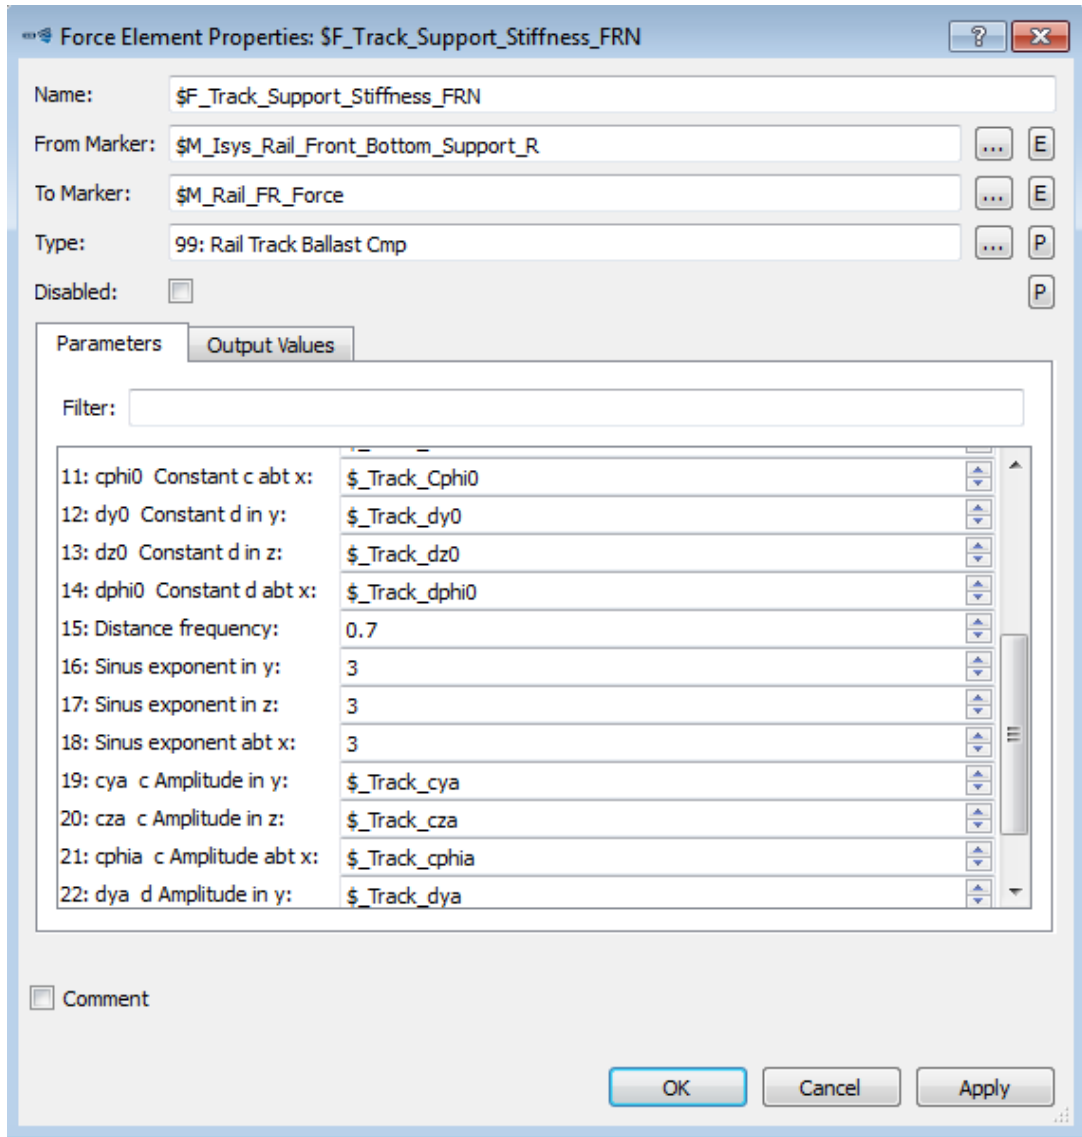 Force Element Properties: $F_Track_Support_Stiffness_FRN
Name: $F_Track_Support_Stiffness_FRN
From Marker: $M_Isys_Rail_Front_Bottom_Support_R ... E
To Marker: $M_Rail_FR_Force ... E
Type: 99: Rail Track Ballast Cmp ... P
Disabled: P
Parameters Output Values
Filter:
11: cphi0 Constant c abt x: $_Track_Cphi0
12: dy0 Constant d in y: $_Track_dy0
13: dz0 Constant d in z: $_Track_dz0
14: dphi0 Constant d abt x: $_Track_dphi0
15: Distance frequency: 0.7
16: Sinus exponent in y: 3
17: Sinus exponent in z: 3
18: Sinus exponent abt x: 3
19: cya c Amplitude in y: $_Track_cya
20: cza c Amplitude in z: $_Track_cza
21: cphia c Amplitude abt x: $_Track_cphia
22: dya d Amplitude in y: $_Track_dya
Comment
OK Cancel Apply